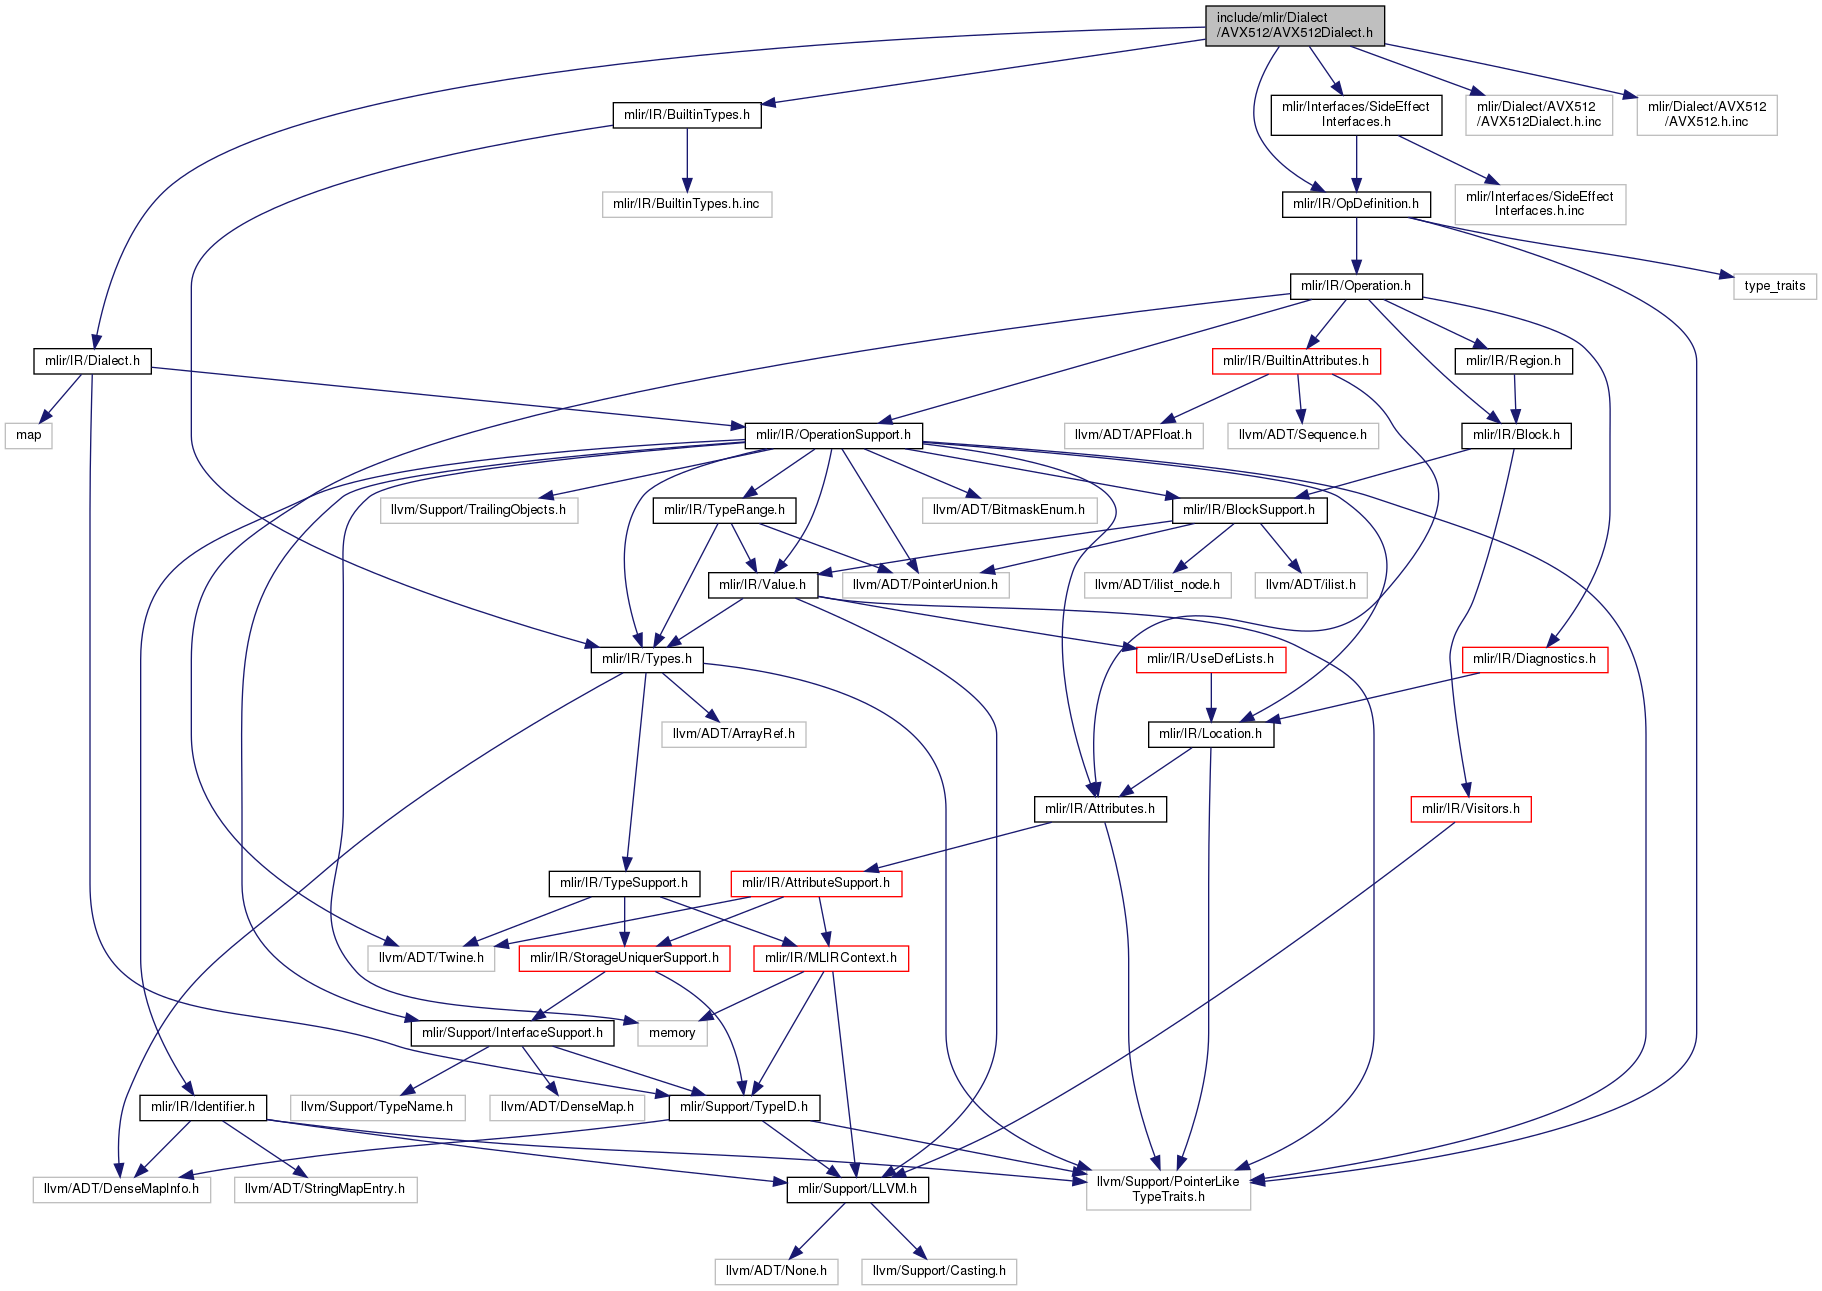 include/mlir/Dialect
/AVX512/AVX512Dialect.h
mlir/IR/BuiltinTypes.h
mlir/Interfaces/SideEffect
Interfaces.h
mlir/Dialect/AVX512
/AVX512Dialect.h.inc
mlir/Dialect/AVX512
/AVX512.h.inc
mlir/IR/BuiltinTypes.h.inc
mlir/IR/OpDefinition.h
mlir/Interfaces/SideEffect
Interfaces.h.inc
mlir/IR/Operation.h
type_traits
mlir/IR/Dialect.h
mlir/IR/BuiltinAttributes.h
mlir/IR/Region.h
map
mlir/IR/OperationSupport.h
llvm/ADT/APFloat.h
llvm/ADT/Sequence.h
mlir/IR/Block.h
llvm/Support/TrailingObjects.h
mlir/IR/TypeRange.h
llvm/ADT/BitmaskEnum.h
mlir/IR/BlockSupport.h
mlir/IR/Value.h
llvm/ADT/PointerUnion.h
llvm/ADT/ilist_node.h
llvm/ADT/ilist.h
mlir/IR/Types.h
mlir/IR/UseDefLists.h
mlir/IR/Diagnostics.h
llvm/ADT/ArrayRef.h
mlir/IR/Location.h
mlir/IR/Attributes.h
mlir/IR/Visitors.h
mlir/IR/TypeSupport.h
mlir/IR/AttributeSupport.h
llvm/ADT/Twine.h
mlir/IR/StorageUniquerSupport.h
mlir/IR/MLIRContext.h
mlir/Support/InterfaceSupport.h
memory
mlir/IR/Identifier.h
llvm/Support/TypeName.h
llvm/ADT/DenseMap.h
mlir/Support/TypeID.h
llvm/ADT/DenseMapInfo.h
llvm/ADT/StringMapEntry.h
mlir/Support/LLVM.h
llvm/Support/PointerLike
TypeTraits.h
llvm/ADT/None.h
llvm/Support/Casting.h